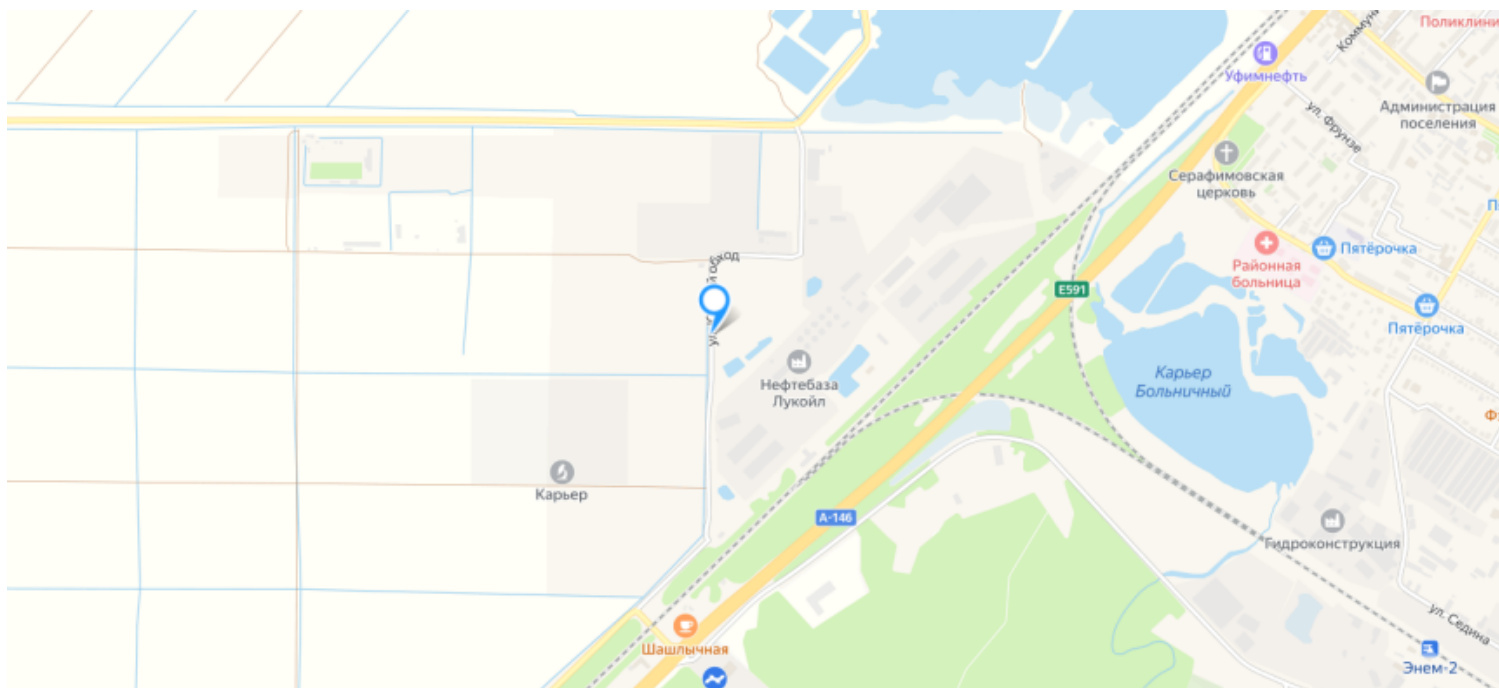 Коммун
Поликлини
Уфимнефть
Администрация
поселения
ул. Фрунзе
Серафимовская
церковь
Пятёрочка
Районная
больница
обход
ул.
E591
Пятёрочка
Нефтебаза
Лукойл
Карьер
Больничный
Карьер
А-146
Гидроконструкция
ул. Седина
Шашлычная
Энем-2